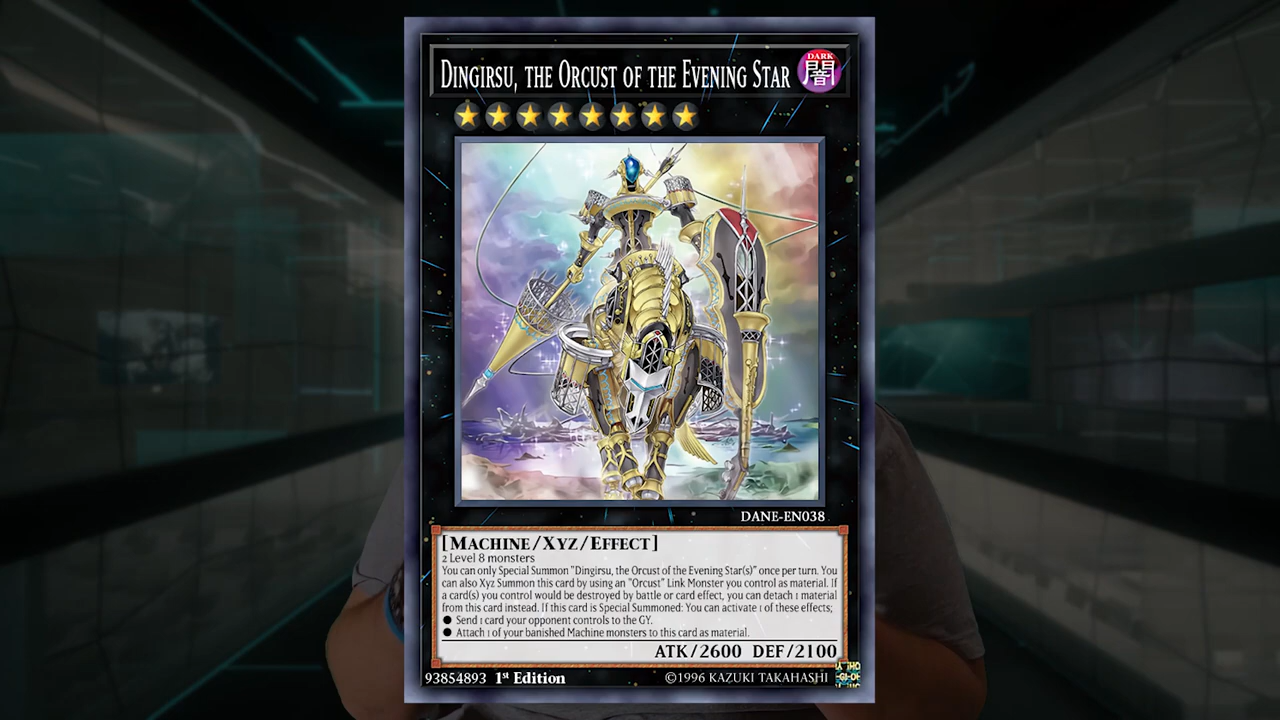 DINGIRSU, THE ORCUST OF THE EVENING STAR
DARK
闇
DANE-EN038
[MACHINE/XYZ/EFFECT]
2 Level 8 monsters
You can only Special Summon "Dingirsu, the Orcust of the Evening Star(s)" once per turn. You
can also Xyz Summon this card by using an "Orcust" Link Monster you control as material. If
a card(s) you control would be destroyed by battle or card effect, you can detach 1 material
from this card instead. If this card is Special Summoned: You can activate 1 of these effects;
● Send 1 card your opponent controls to the GY.
● Attach 1 of your banished Machine monsters to this card as material.
ATK/2600 DEF/2100
93854893 1st Edition ©1996 KAZUKI TAKAHASHI